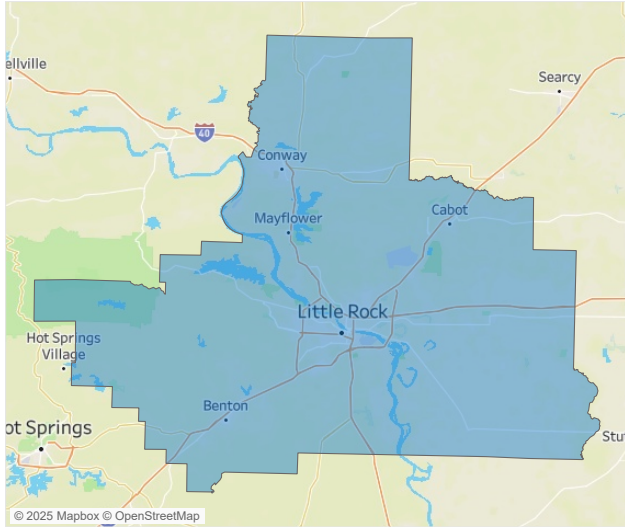 ellville
Searcy
40
Conway
Cabot
Mayflower
Little Rock
Hot Springs
Village
Benton
ot Springs
Stu
© 2025 Mapbox © OpenStreetMap